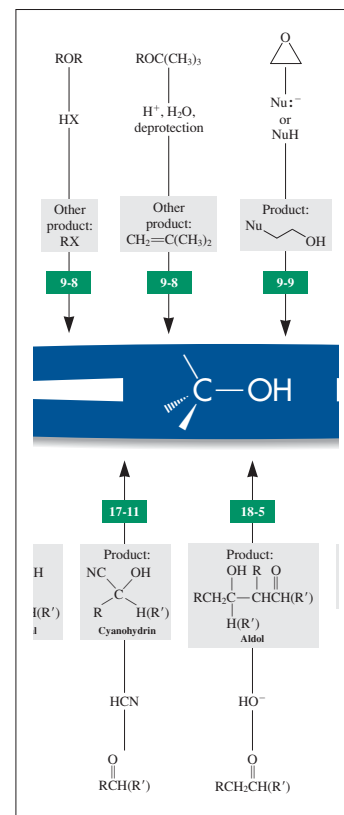 ROR
HX
Other
product:
RX
9-8
ROC(CH₃)₃
H⁺, H₂O,
deprotection
Other
product:
CH₂=C(CH₃)₂
9-8
O
Nu:⁻
or
NuH
Product:
Nu
OH
9-9
C—OH
H
H(R′)
l
17-11
Product:
NC OH
C
R H(R′)
Cyanohydrin
HCN
O
RCH(R′)
18-5
Product:
OH R O
RCH₂C—CHCH(R′)
H(R′)
Aldol
HO⁻
O
RCH₂CH(R′)